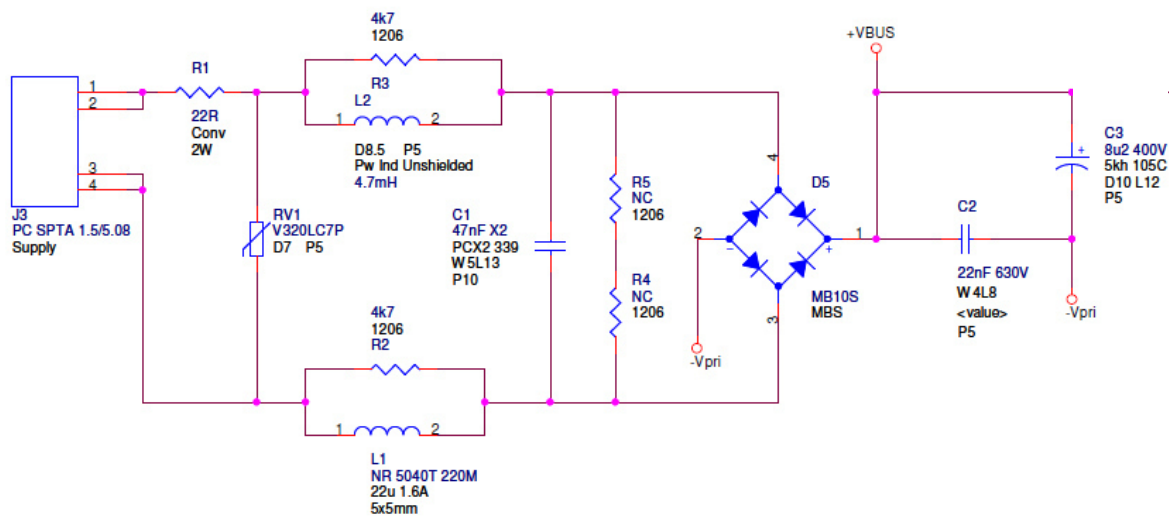 4k7
1206
R3
L2
1
2
D8.5 P5
Pw Ind Unshielded
4.7mH
R1
22R
Conv
2W
1
2
3
4
J3
PC SPTA 1.5/5.08
Supply
RV1
V320LC7P
D7 P5
C1
47nF X2
PCX2 339
W5L13
P10
R5
NC
1206
R4
NC
1206
4k7
1206
R2
1
2
L1
NR 5040T 220M
22u 1.6A
5x5mm
4
D5
2
1
3
-
+
MB10S
MBS
-Vpri
+VBUS
C2
22nF 630V
W4L8
<value>
P5
C3
+
8u2 400V
5kh 105C
D10 L12
P5
-Vpri